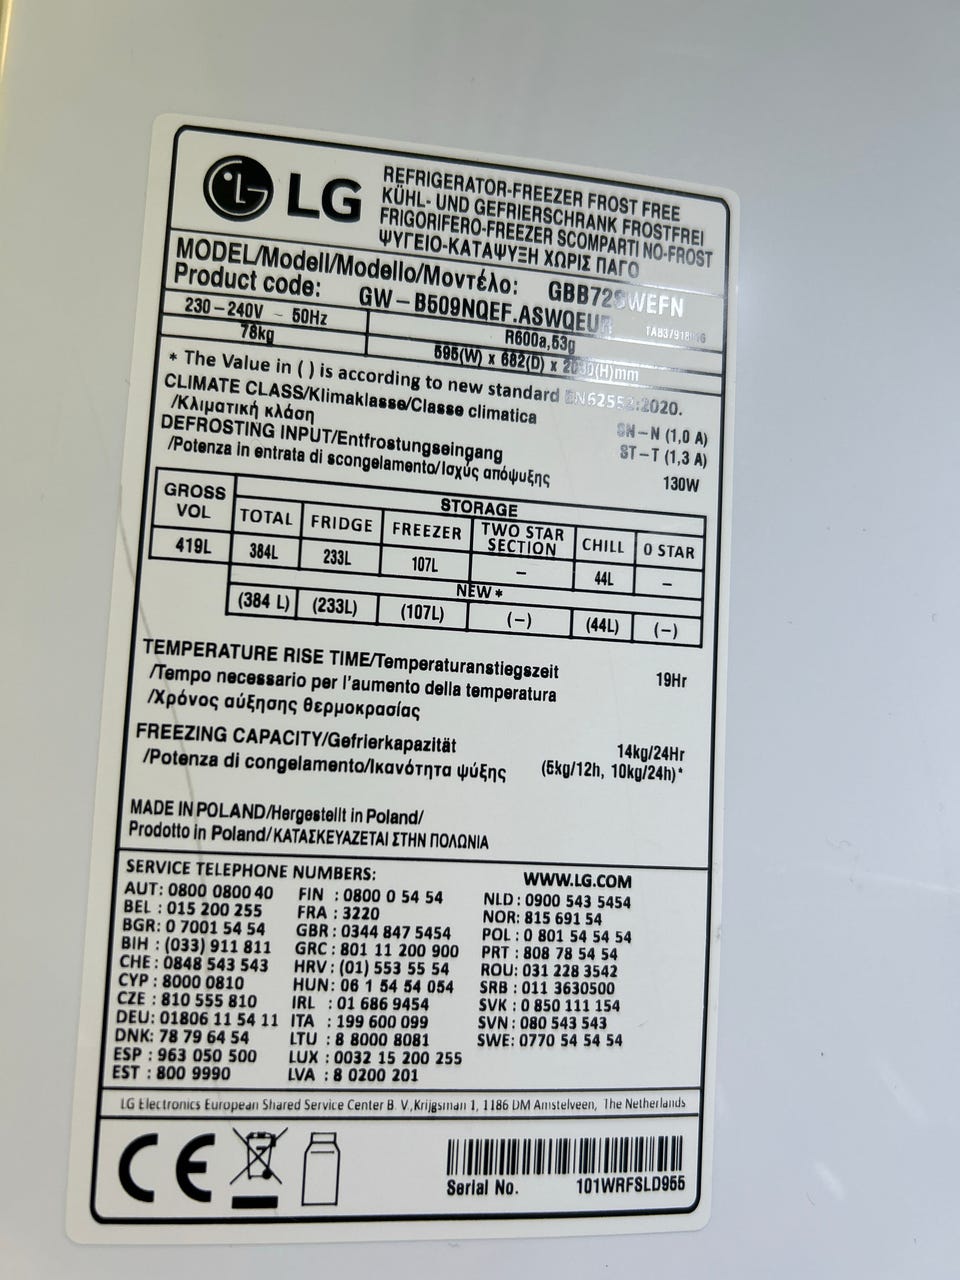 LG
REFRIGERATOR-FREEZER FROST FREE
KÜHL- UND GEFRIERSCHRANK FROSTFREI
FRIGORIFERO-FREEZER SCOMPARTI NO-FROST
ΨΥΓΕΙΟ-ΚΑΤΑΨΥΞΗ ΧΩΡΙΣ ΠΑΓΟ
MODEL/Modell/Modello/Μοντέλο:
Product code: GW-B509NQEF.ASWQEUR
230-240V ~ 50Hz R600a,53g
78kg 595(W) x 682(D) x
* The Value in ( ) is according to new standard EN62552:2020.
CLIMATE CLASS/Klimaklasse/Classe climatica SN-N (1,0 A)
/Κλιματική κλάση ST-T (1,3 A)
DEFROSTING INPUT/Entfrostungseingang
/Potenza in entrata di scongelamento/Ισχύς απόψυξης 130W
GROSS VOL STORAGE
TOTAL FRIDGE FREEZER TWO STAR SECTION CHILL 0 STAR
419L 384L 233L 107L – 44L –
NEW *
(384 L) (233L) (107L) (–) (44L) (–)
TEMPERATURE RISE TIME/Temperaturanstiegszeit 19Hr
/Tempo necessario per l'aumento della temperatura
/Χρόνος αύξησης θερμοκρασίας
FREEZING CAPACITY/Gefrierkapazität 14kg/24Hr
/Potenza di congelamento/Ικανότητα ψύξης (5kg/12h, 10kg/24h)*
MADE IN POLAND/Hergestellt in Poland/
Prodotto in Poland/ΚΑΤΑΣΚΕΥΑΖΕΤΑΙ ΣΤΗΝ ΠΟΛΩΝΙΑ
SERVICE TELEPHONE NUMBERS: WWW.LG.COM
AUT: 0800 0800 40
BEL : 015 200 255
BGR: 0 7001 54 54
BIH : (033) 911 811
CHE : 0848 543 543
CYP : 8000 0810
CZE : 810 555 810
DEU: 01806 11 54 11
DNK: 78 79 64 54
ESP : 963 050 500
EST : 800 9990
FIN : 0800 0 54 54
FRA : 3220
GBR: 0344 847 5454
GRC: 801 11 200 900
HRV: (01) 553 55 54
HUN: 06 1 54 54 054
IRL : 01 686 9454
ITA : 199 600 099
LTU : 8 8000 8081
LUX : 0032 15 200 255
LVA : 8 0200 201
NLD : 0900 543 5454
NOR: 815 691 54
POL : 0 801 54 54 54
PRT : 808 78 54 54
ROU: 031 228 3542
SRB : 011 3630500
SVK : 0 850 111 154
SVN : 080 543 543
SWE: 0770 54 54 54
LG Electronics European Shared Service Center B. V.,Krijgsman 1, 1186 DM Amstelveen, The Netherlands
CE
Serial No. 101WRFSLD955